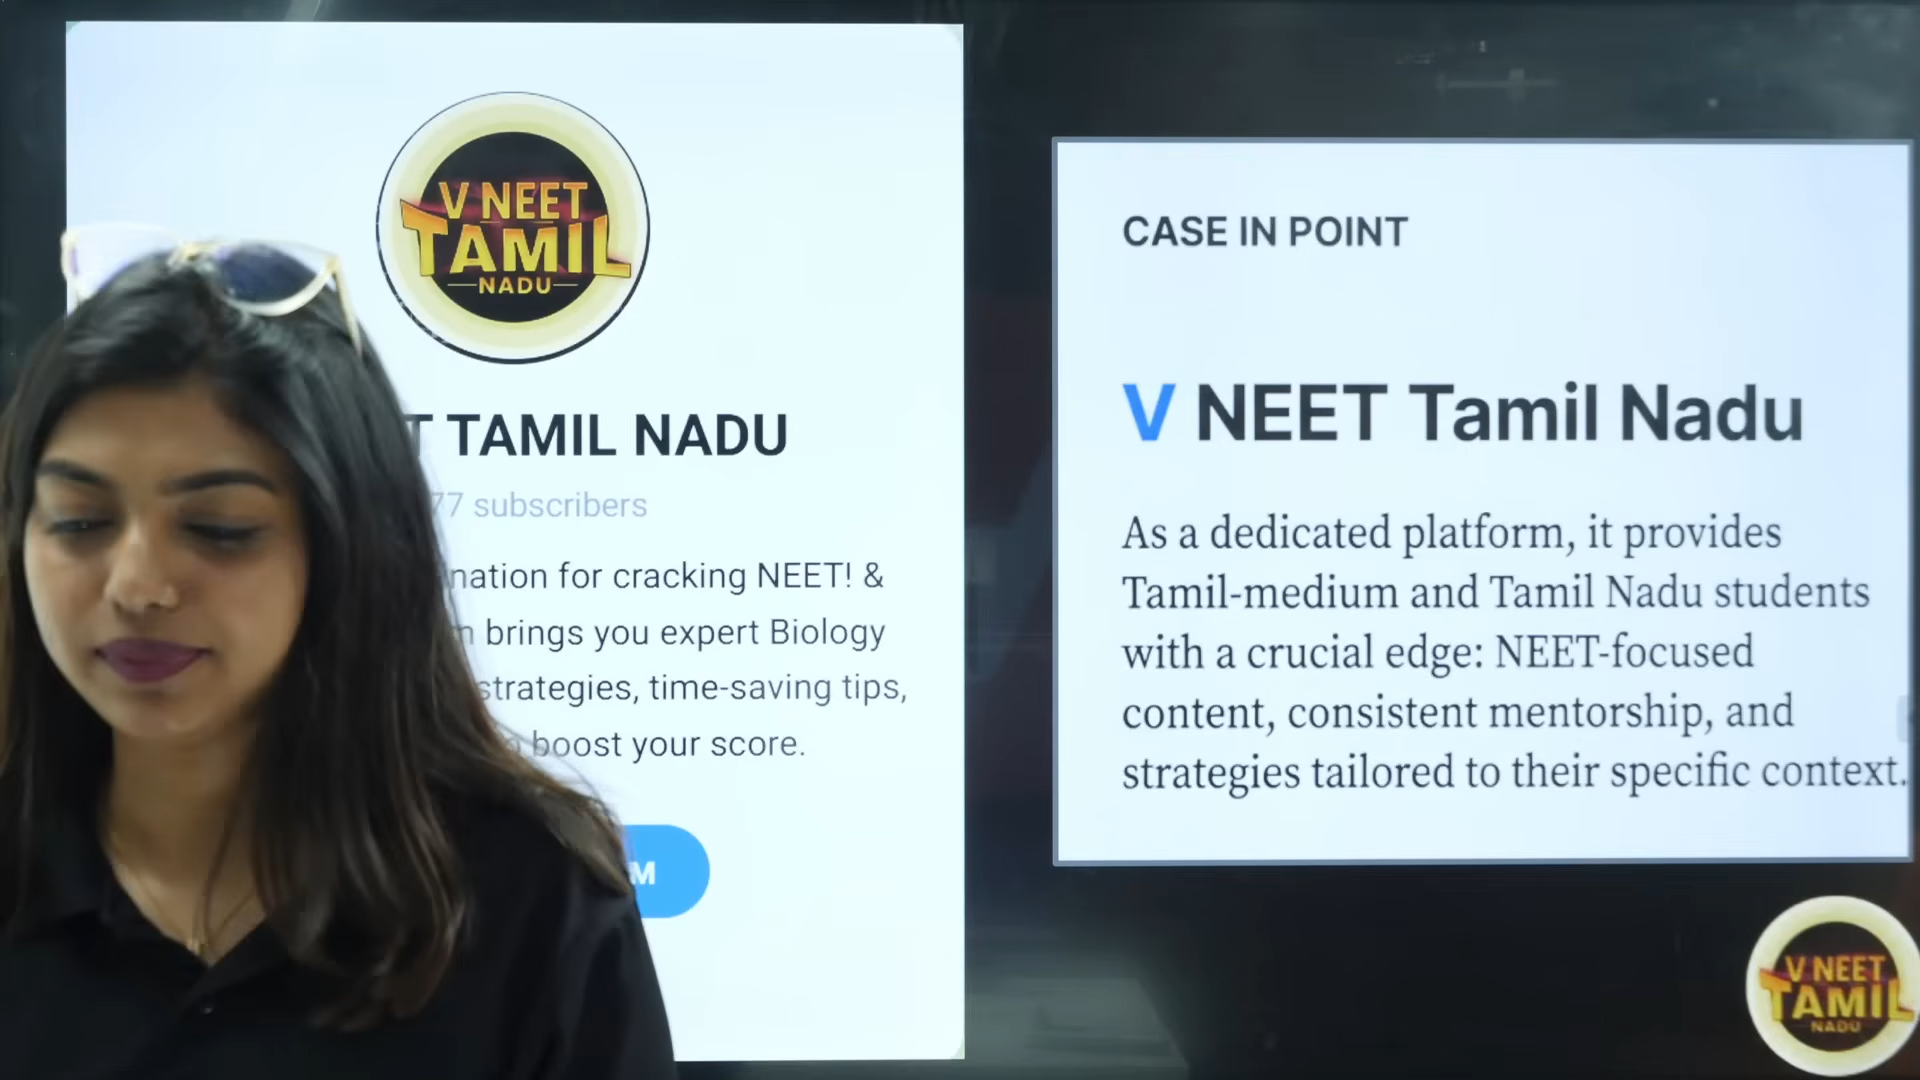 V NEET
TAMIL
NADU
TAMIL NADU
77 subscribers
nation for cracking NEET! &
brings you expert Biology
strategies, time-saving tips,
boost your score.
M
CASE IN POINT
V NEET Tamil Nadu
As a dedicated platform, it provides
Tamil-medium and Tamil Nadu students
with a crucial edge: NEET-focused
content, consistent mentorship, and
strategies tailored to their specific context.
V NEET
TAMIL
NADU